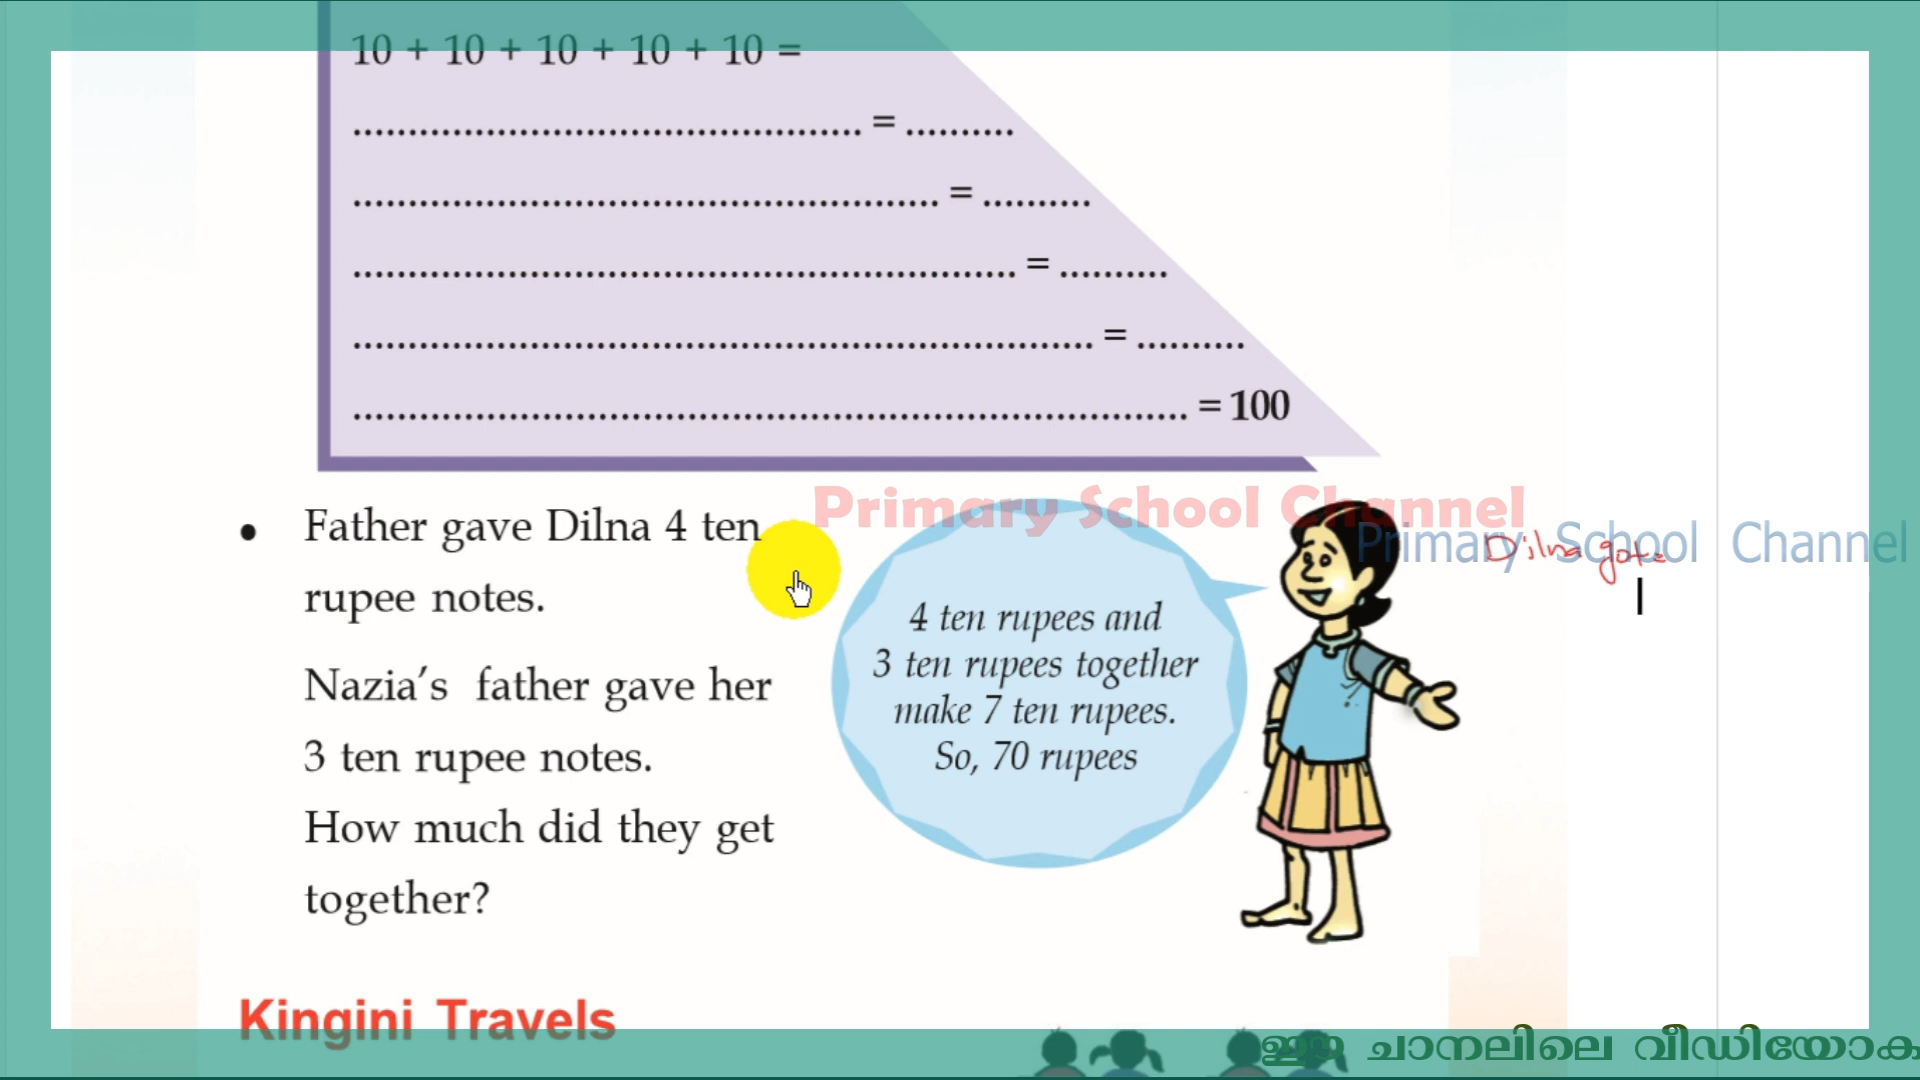 10 + 10 + 10 + 10 + 10 =
.............................................. = ..........
..................................................... = ..........
............................................................ = ..........
................................................................... = ..........
............................................................................ = 100
Primary School Channel
Primary School Channel
Dilna gote
• Father gave Dilna 4 ten
rupee notes.
Nazia's father gave her
3 ten rupee notes.
How much did they get
together?
4 ten rupees and
3 ten rupees together
make 7 ten rupees.
So, 70 rupees
Kingini Travels
ഈ ചാനലിലെ